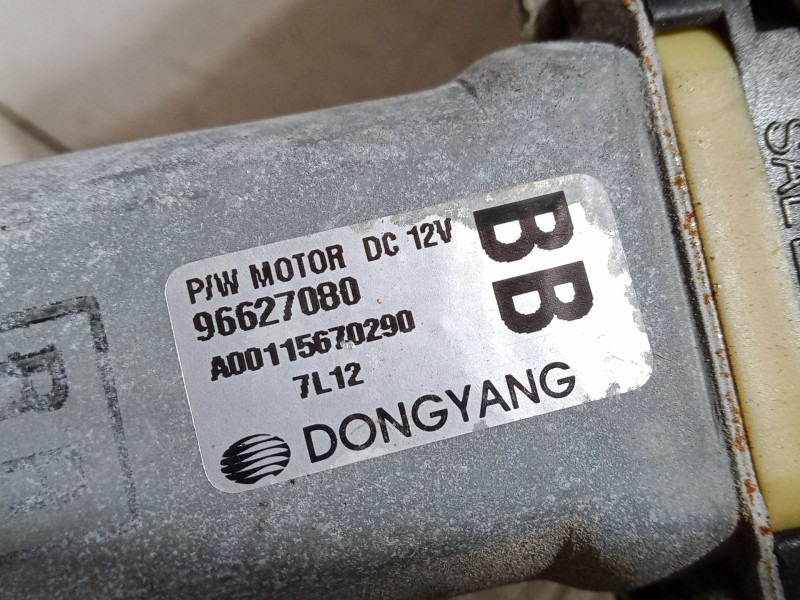 P/W MOTOR DC 12V
96627080
A00115670290
7L12
BB
DONGYANG